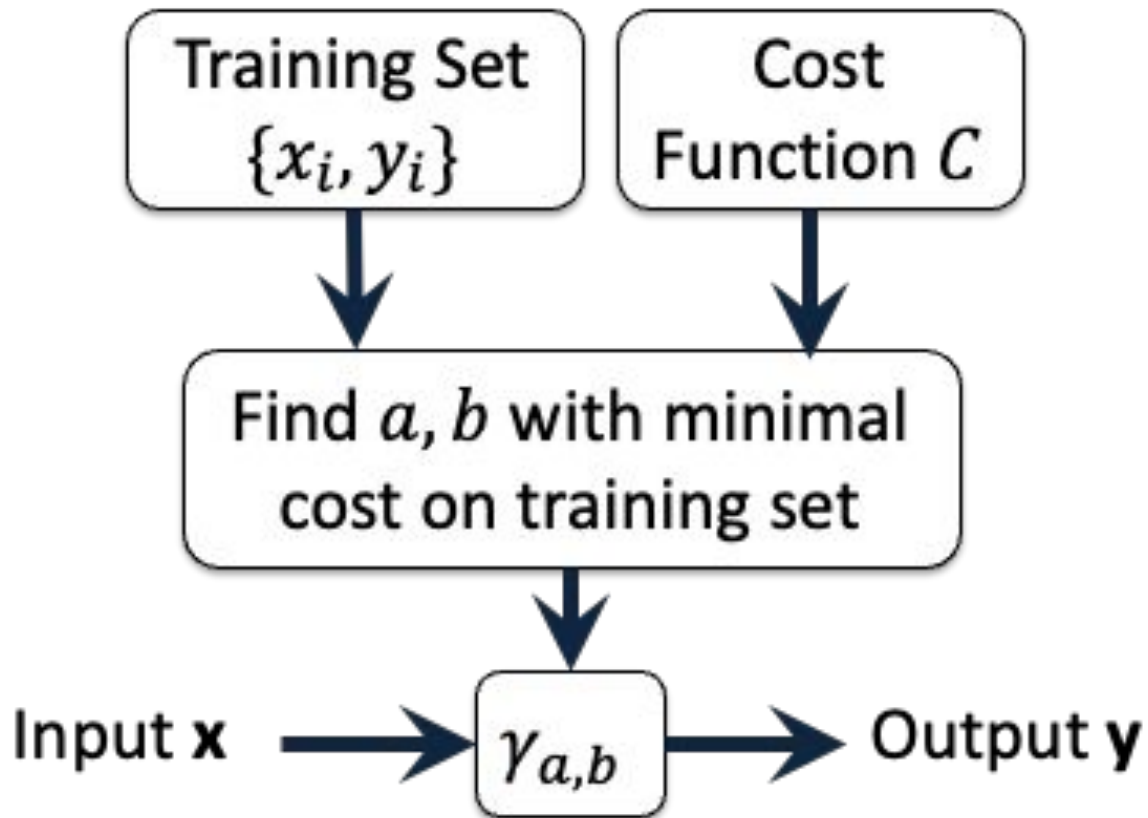 Training Set
{xᵢ, yᵢ}
Cost
Function C
Find a, b with minimal
cost on training set
Input x
γₐ,b
Output y